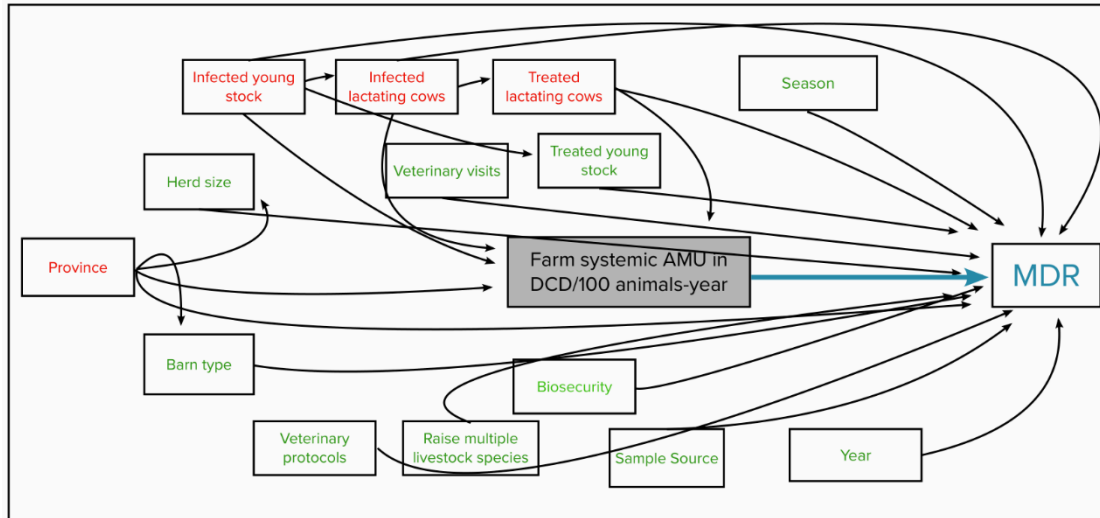 Infected young
stock
Infected
lactating cows
Treated
lactating cows
Season
Herd size
Veterinary visits
Treated young
stock
Province
Farm systemic AMU in
DCD/100 animals-year
MDR
Barn type
Biosecurity
Veterinary
protocols
Raise multiple
livestock species
Sample Source
Year